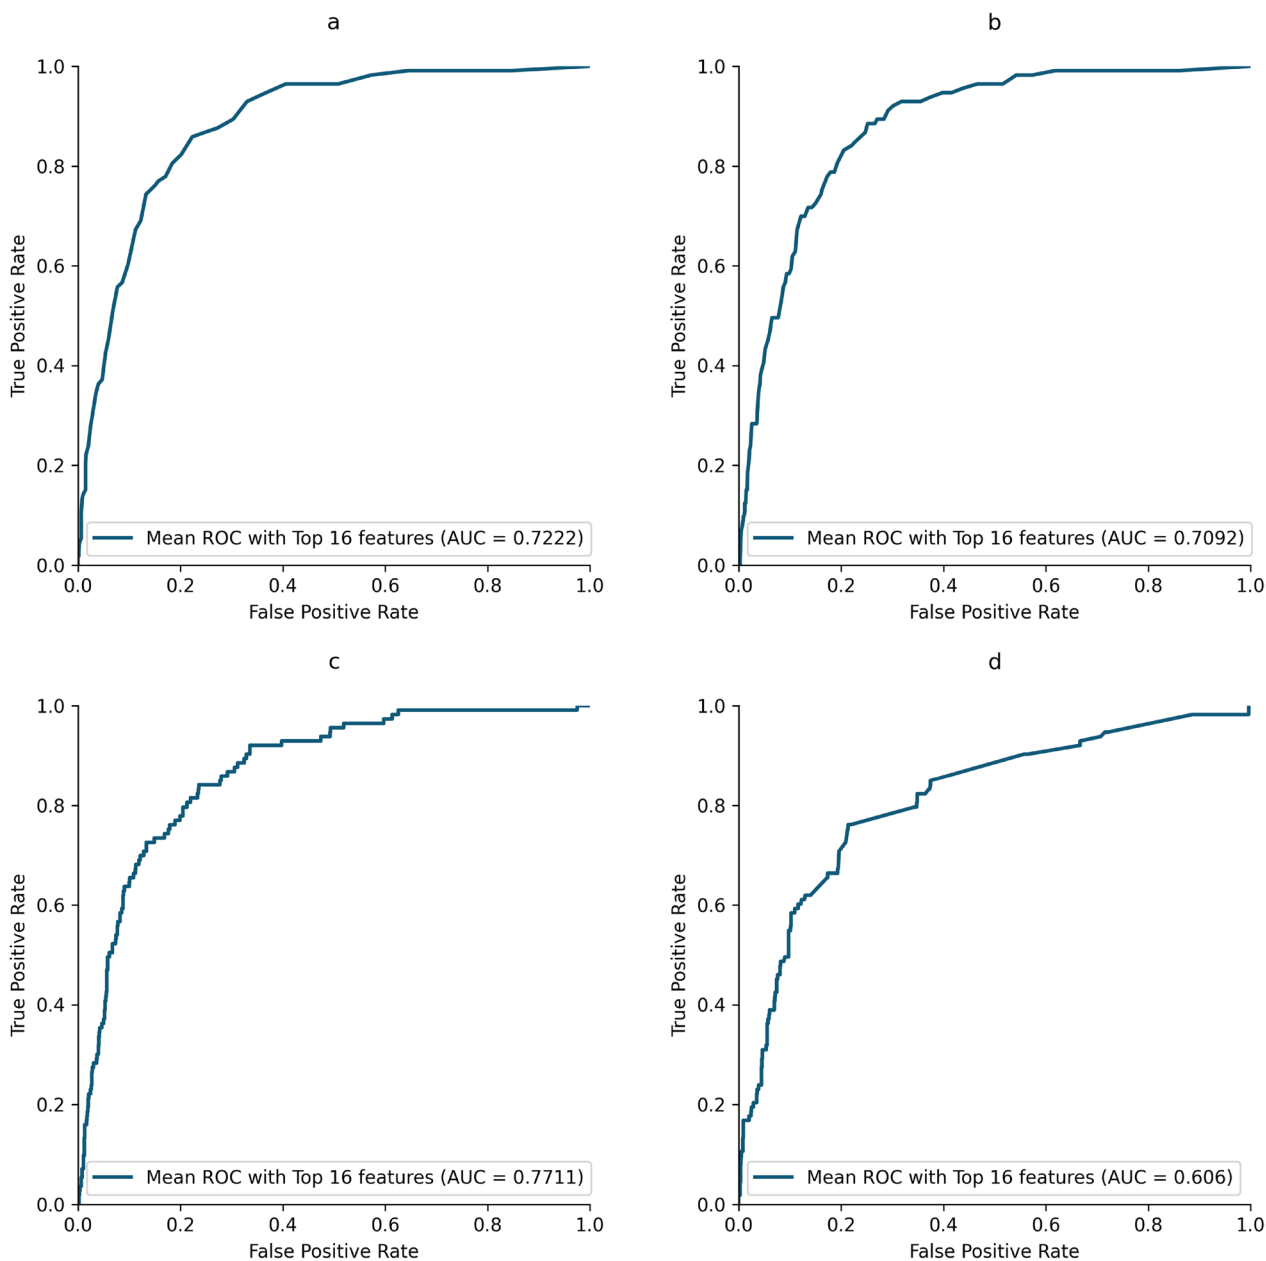 a
1.0
0.8
0.6
0.4
0.2
0.0
True Positive Rate
Mean ROC with Top 16 features (AUC = 0.7222)
0.0 0.2 0.4 0.6 0.8 1.0
False Positive Rate
b
1.0
0.8
0.6
0.4
0.2
0.0
True Positive Rate
Mean ROC with Top 16 features (AUC = 0.7092)
0.0 0.2 0.4 0.6 0.8 1.0
False Positive Rate
c
1.0
0.8
0.6
0.4
0.2
0.0
True Positive Rate
Mean ROC with Top 16 features (AUC = 0.7711)
0.0 0.2 0.4 0.6 0.8 1.0
False Positive Rate
d
1.0
0.8
0.6
0.4
0.2
0.0
True Positive Rate
Mean ROC with Top 16 features (AUC = 0.606)
0.0 0.2 0.4 0.6 0.8 1.0
False Positive Rate